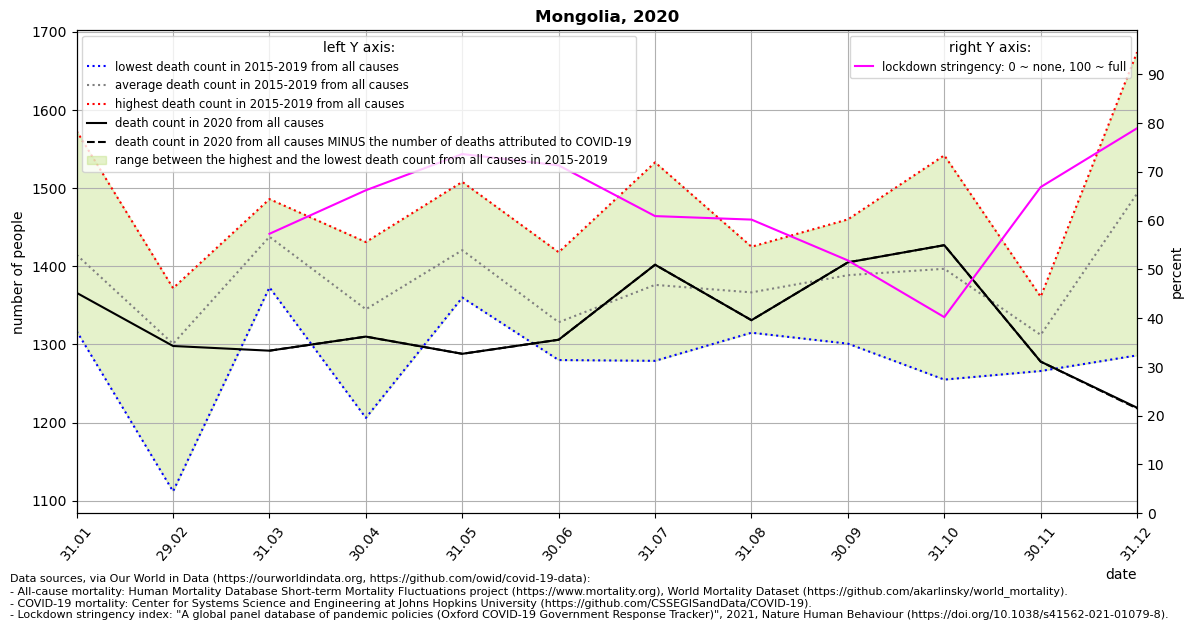 Mongolia, 2020
left Y axis:
lowest death count in 2015-2019 from all causes
average death count in 2015-2019 from all causes
highest death count in 2015-2019 from all causes
death count in 2020 from all causes
death count in 2020 from all causes MINUS the number of deaths attributed to COVID-19
range between the highest and the lowest death count from all causes in 2015-2019
right Y axis:
lockdown stringency: 0 ~ none, 100 ~ full
number of people
1700
1600
1500
1400
1300
1200
1100
percent
90
80
70
60
50
40
30
20
10
0
31.01
29.02
31.03
30.04
31.05
30.06
31.07
31.08
30.09
31.10
30.11
31.12
date
Data sources, via Our World in Data (https://ourworldindata.org, https://github.com/owid/covid-19-data):
- All-cause mortality: Human Mortality Database Short-term Mortality Fluctuations project (https://www.mortality.org), World Mortality Dataset (https://github.com/akarlinsky/world_mortality).
- COVID-19 mortality: Center for Systems Science and Engineering at Johns Hopkins University (https://github.com/CSSEGISandData/COVID-19).
- Lockdown stringency index: "A global panel database of pandemic policies (Oxford COVID-19 Government Response Tracker)", 2021, Nature Human Behaviour (https://doi.org/10.1038/s41562-021-01079-8).